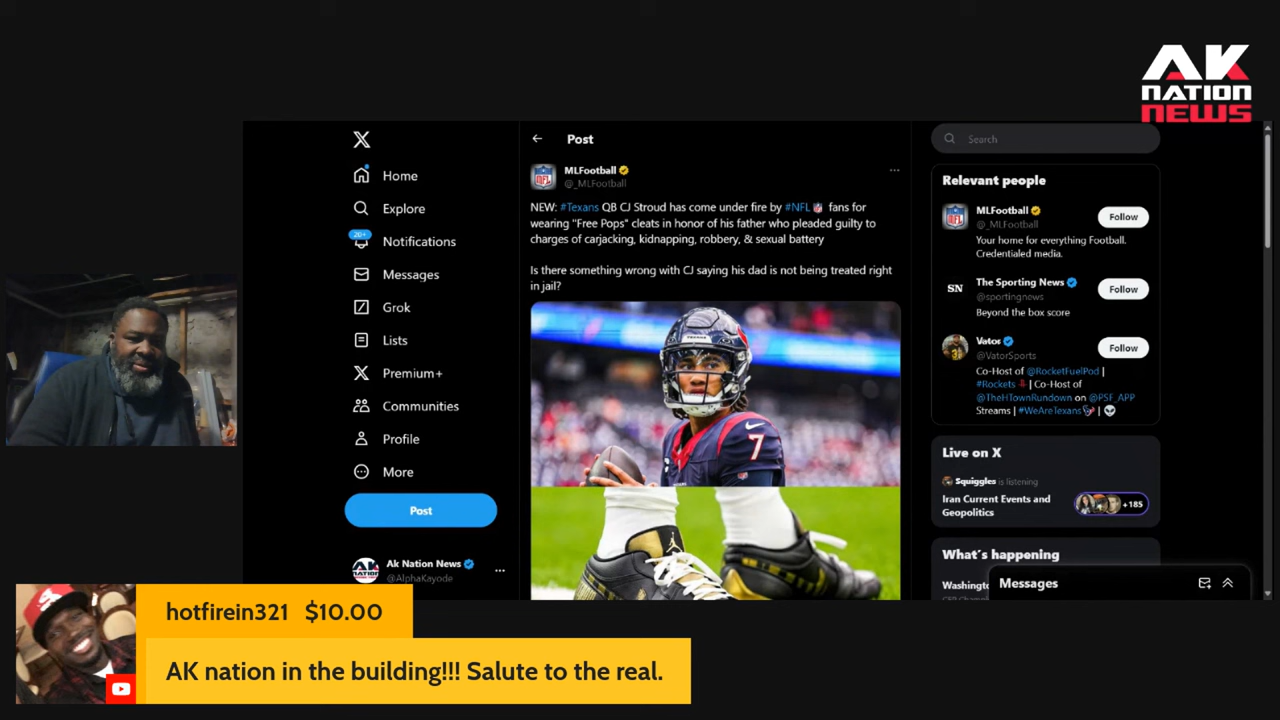 AK
NATION
NEWS
X
Home
Explore
20+
Notifications
Messages
Grok
Lists
Premium+
Communities
Profile
More
Post
Ak Nation News
@AlphaKayode
Post
MLFootball
@_MLFootball
NEW: #Texans QB CJ Stroud has come under fire by #NFL fans for
wearing "Free Pops" cleats in honor of his father who pleaded guilty to
charges of carjacking, kidnapping, robbery, & sexual battery
Is there something wrong with CJ saying his dad is not being treated right
in jail?
7
Search
Relevant people
MLFootball
@_MLFootball
Follow
Your home for everything Football.
Credentialed media.
SN
The Sporting News
@sportingnews
Follow
Beyond the box score
Vator
@VatorSports
Follow
Co-Host of @RocketFuelPod |
#Rockets | Co-Host of
@TheHTownRundown on @PSF_APP
Streams | #WeAreTexans |
Live on X
Squiggles is listening
Iran Current Events and
Geopolitics
+185
What's happening
Messages
hotfirein321 $10.00
AK nation in the building!!! Salute to the real.